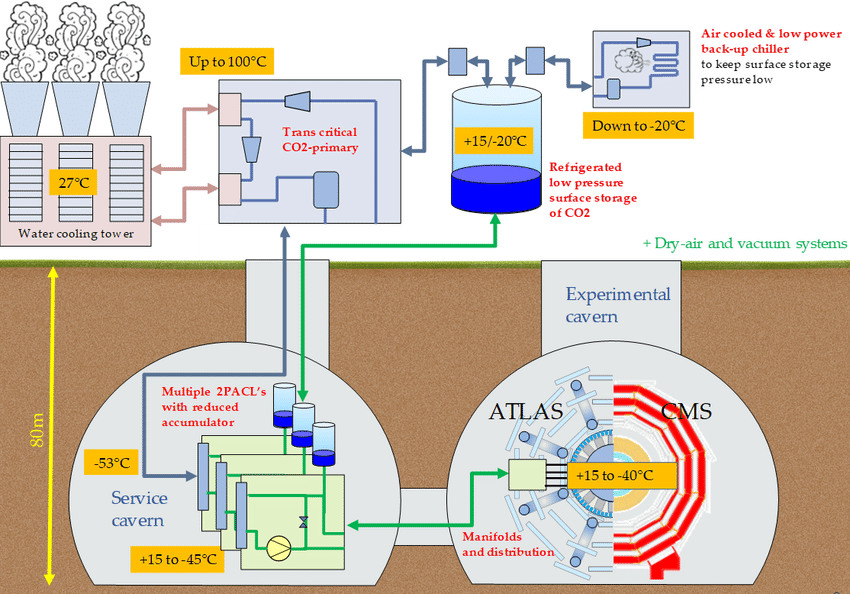 Up to 100°C
Air cooled & low power
back-up chiller
to keep surface storage
pressure low
Trans critical
CO2-primary
+15/-20°C
Down to -20°C
27°C
Refrigerated
low pressure
surface storage
of CO2
Water cooling tower
+ Dry-air and vacuum systems
Experimental
cavern
Multiple 2PACL's
with reduced
accumulator
ATLAS
CMS
80m
-53°C
+15 to -40°C
Service
cavern
Manifolds
and distribution
+15 to -45°C